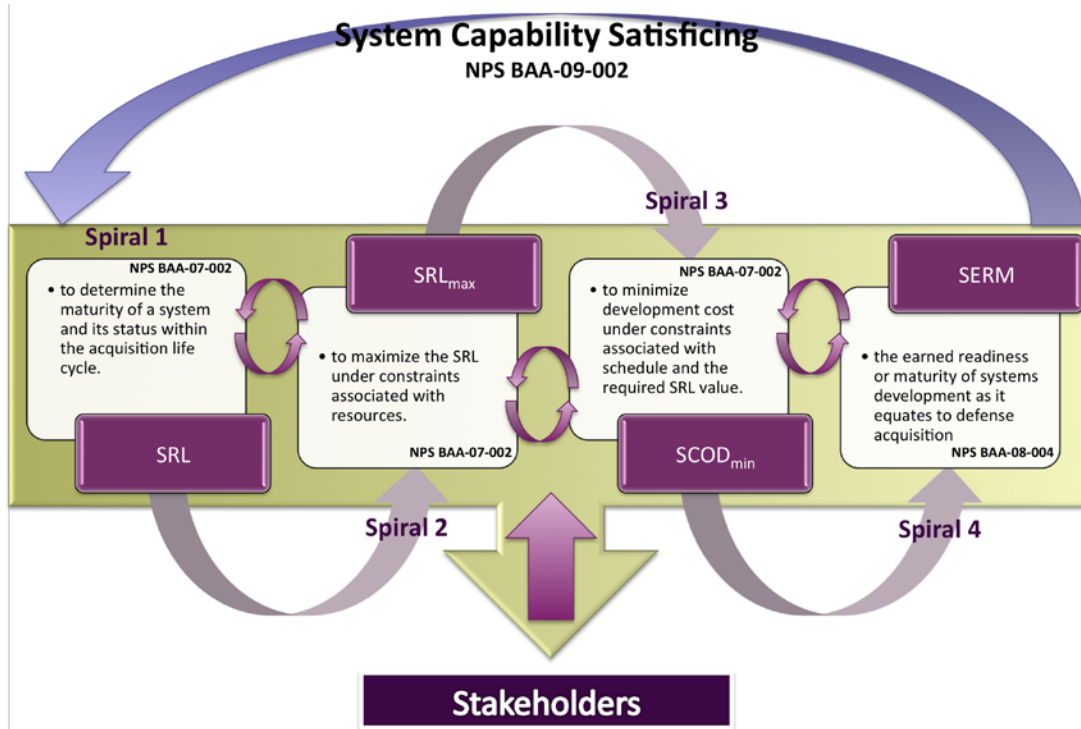 System Capability Satisficing
NPS BAA-09-002
Spiral 1
NPS BAA-07-002
• to determine the
maturity of a system
and its status within
the acquisition life
cycle.
SRL
Spiral 2
SRLmax
• to maximize the SRL
under constraints
associated with
resources.
NPS BAA-07-002
Spiral 3
NPS BAA-07-002
• to minimize
development cost
under constraints
associated with
schedule and the
required SRL value.
SCODmin
Spiral 4
SERM
• the earned readiness
or maturity of systems
development as it
equates to defense
acquisition
NPS BAA-08-004
Stakeholders